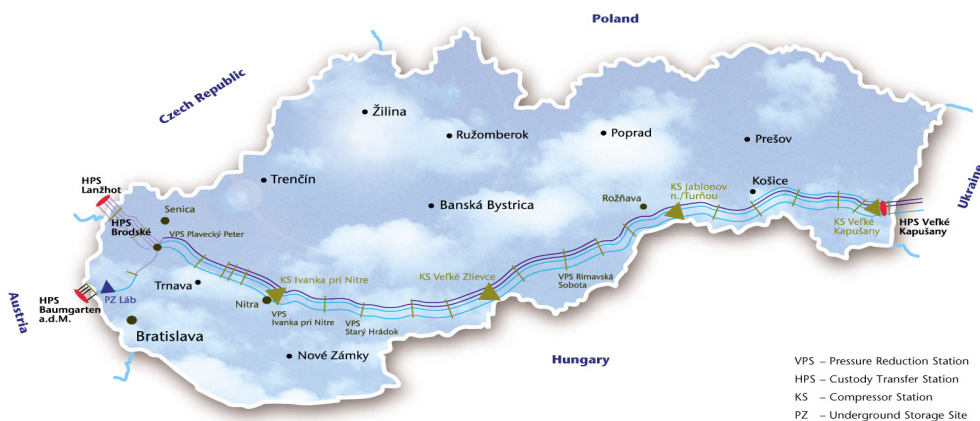 Poland
Czech Republic
Žilina
Ružomberok
Poprad
Prešov
Ukraine
HPS
Lanžhot
Trenčín
KS Jablonov
n./Turňou
Košice
Rožňava
Senica
Banská Bystrica
HPS
Brodské
VPS Plavecký Peter
KS Veľké
Kapušany
HPS Veľké
Kapušany
KS Ivanka pri Nitre
KS Veľké Zlievce
VPS Rimavská
Sobota
Trnava
PZ Láb
Nitra
HPS
Baumgarten
a.d.M.
Austria
VPS
Ivanka pri Nitre
VPS
Starý Hrádok
Bratislava
Nové Zámky
Hungary
VPS – Pressure Reduction Station
HPS – Custody Transfer Station
KS – Compressor Station
PZ – Underground Storage Site